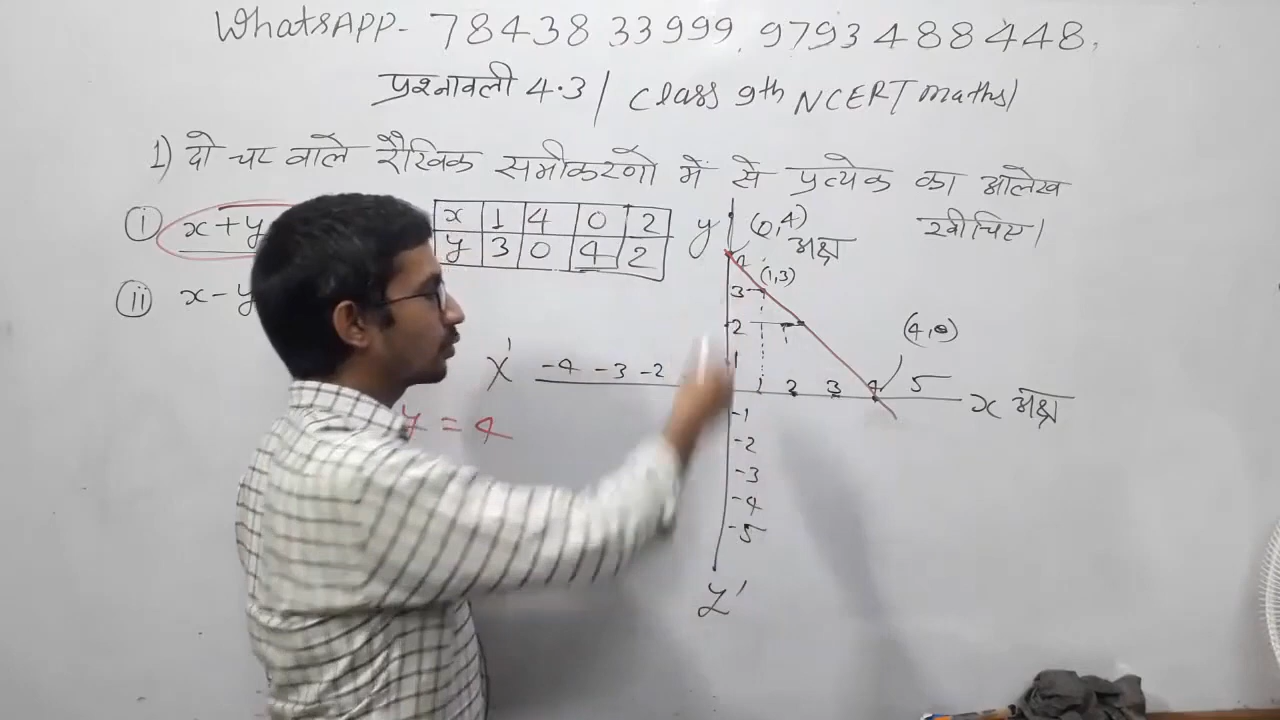 WhatsAPP- 7843833999, 9793488448,
प्रश्नावली 4.3 / Class 9th NCERT maths/
1) दो चर वाले रैखिक समीकरणो में से प्रत्येक का आलेख
खीचिए।
i x+y
x 1 4 0 2
y 3 0 4 2
ii x-y
y अक्ष
(0,4)
4
(1,3)
3
2
1
(4,0)
X' -4 -3 -2
1 2 3 4 5
x अक्ष
y = 4
-1
-2
-3
-4
-5
y'